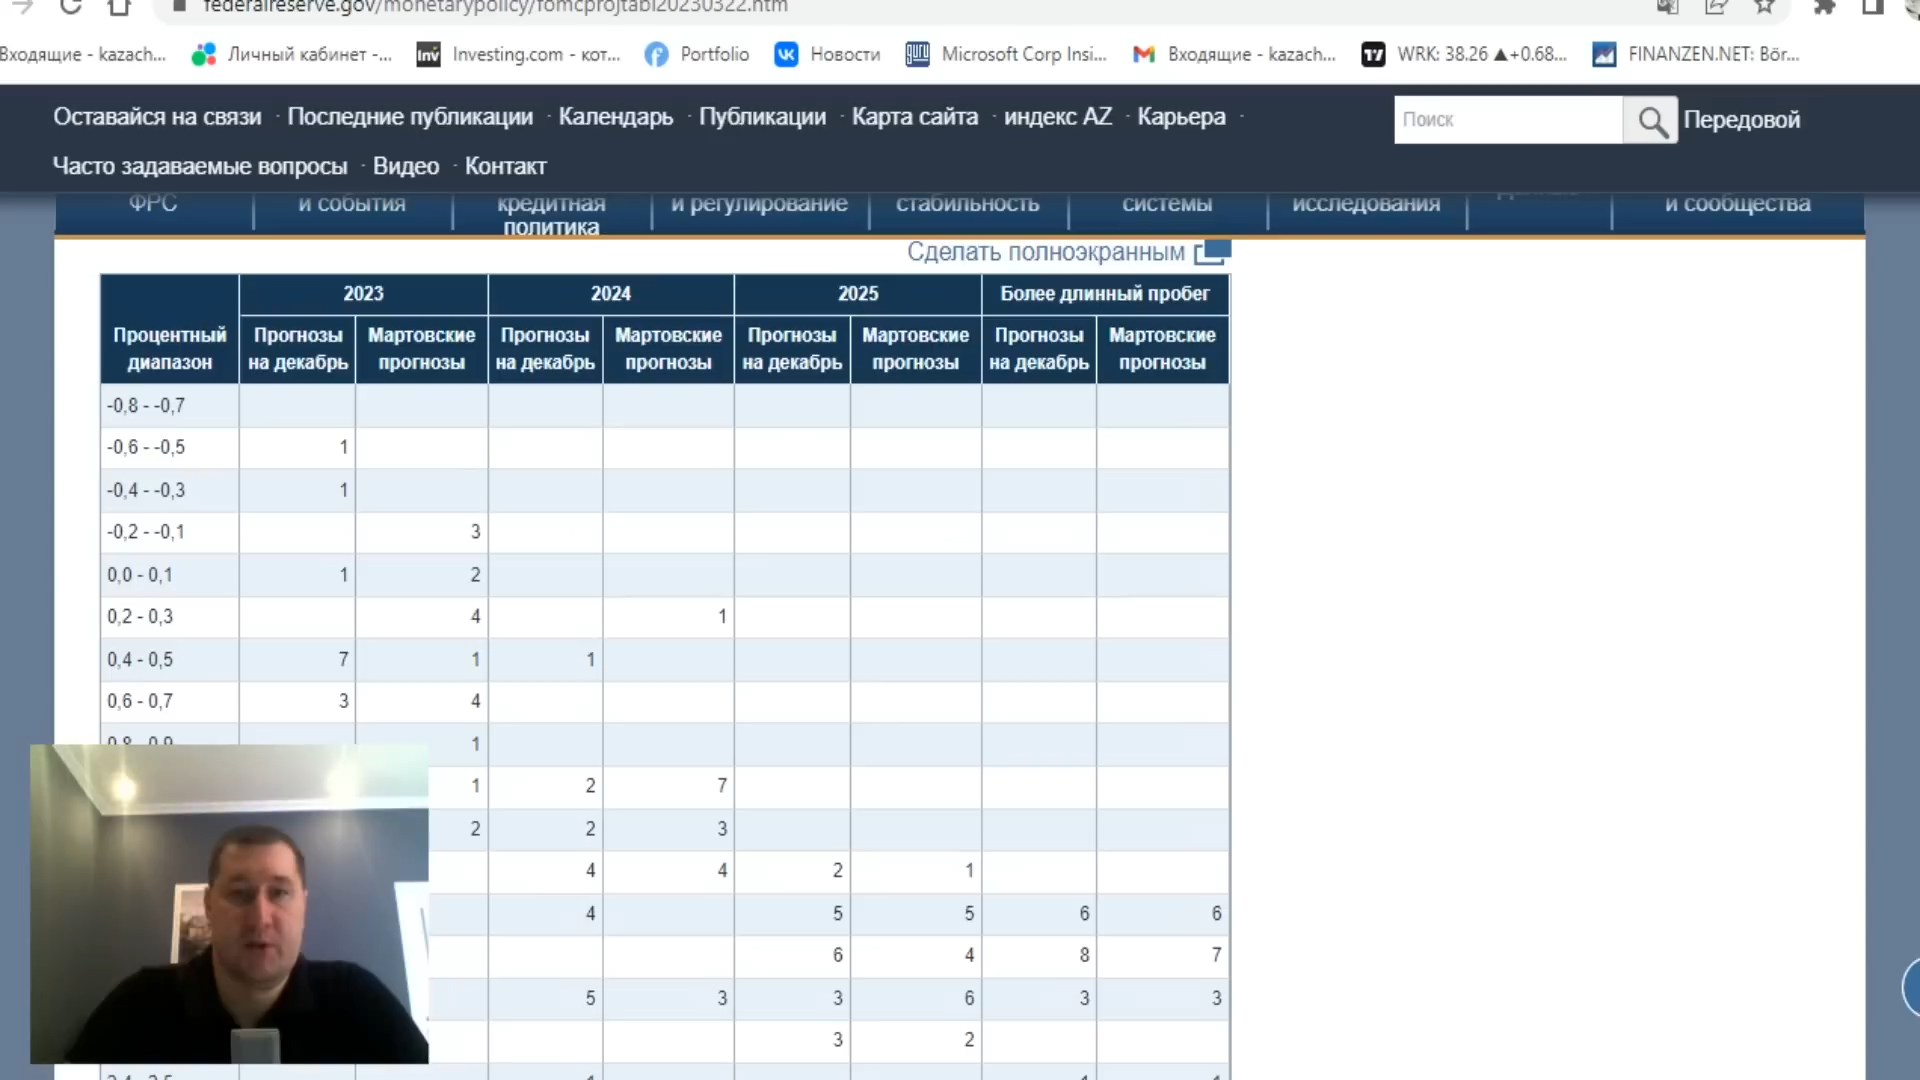 federalreserve.gov/monetarypolicy/fomcprojtabl20230322.htm
Входящие - kazach... Личный кабинет -... Investing.com - кот... Portfolio Новости Microsoft Corp Insi... Входящие - kazach... WRK: 38.26 ▲+0.68... FINANZEN.NET: Bör...
Оставайся на связи · Последние публикации · Календарь · Публикации · Карта сайта · индекс AZ · Карьера ·
Поиск Передовой
Часто задаваемые вопросы · Видео · Контакт
ФРС и события кредитная и регулирование стабильность системы исследования и сообщества
политика
Сделать полноэкранным
2023 2024 2025 Более длинный пробег
Процентный Прогнозы Мартовские Прогнозы Мартовские Прогнозы Мартовские Прогнозы Мартовские
диапазон на декабрь прогнозы на декабрь прогнозы на декабрь прогнозы на декабрь прогнозы
-0,8 - -0,7
-0,6 - -0,5 1
-0,4 - -0,3 1
-0,2 - -0,1 3
0,0 - 0,1 1 2
0,2 - 0,3 4 1
0,4 - 0,5 7 1 1
0,6 - 0,7 3 4
0,8 - 0,9 1
1 2 7
2 2 3
4 4 2 1
4 5 5 6 6
6 4 8 7
5 3 3 6 3 3
3 2